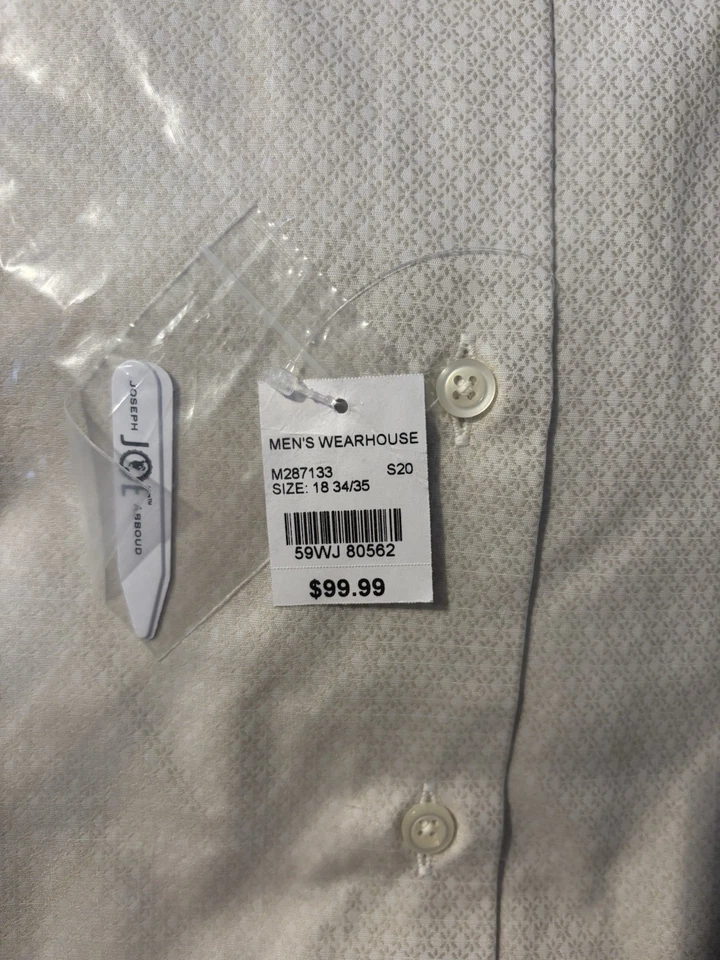 MEN'S WEARHOUSE
M287133 S20
SIZE: 18 34/35
59WJ 80562
$99.99
JOSEPH
JOE
ABBOUD